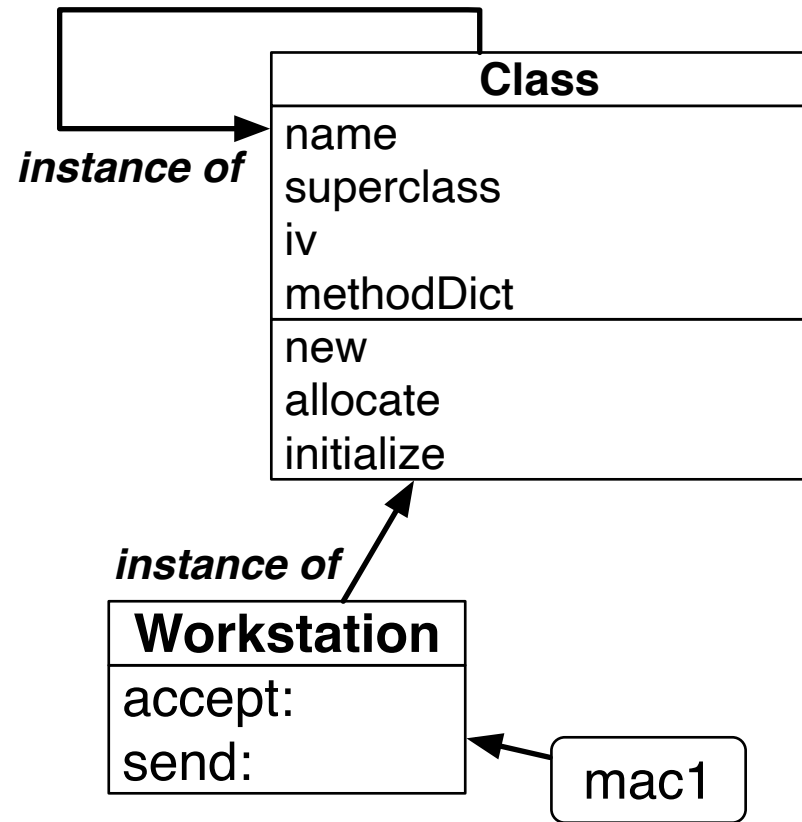 Class
instance of
name
superclass
iv
methodDict
new
allocate
initialize
instance of
Workstation
accept:
send:
mac1